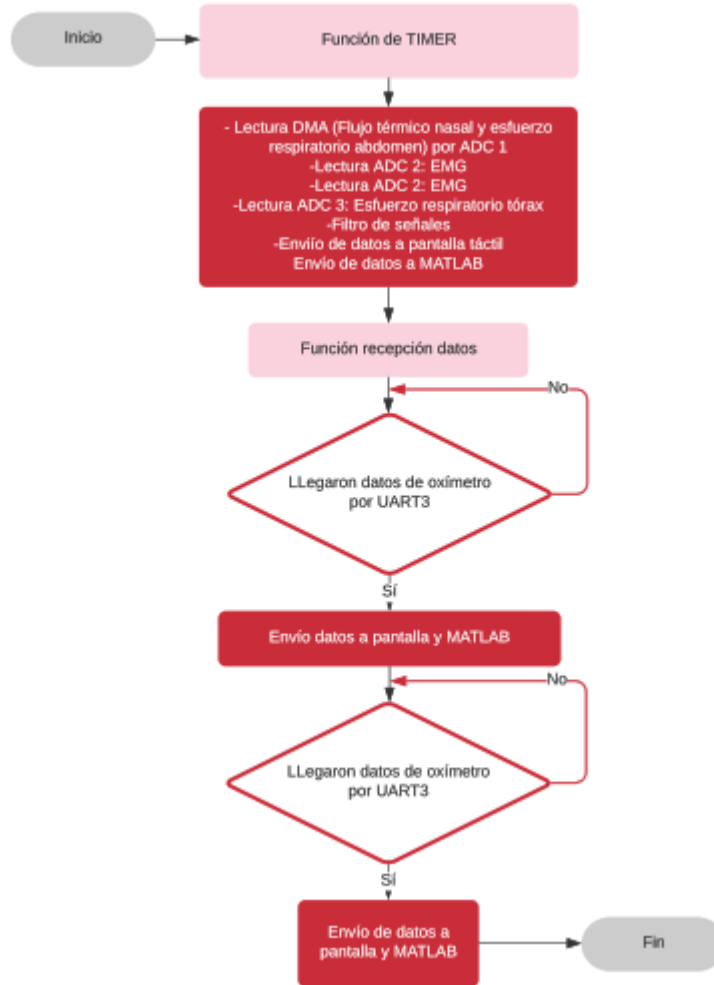 Inicio
Función de TIMER
- Lectura DMA (Flujo térmico nasal y esfuerzo
respiratorio abdomen) por ADC 1
-Lectura ADC 2: EMG
-Lectura ADC 2: EMG
-Lectura ADC 3: Esfuerzo respiratorio tórax
-Filtro de señales
-Envíío de datos a pantalla táctil
Envío de datos a MATLAB
Función recepción datos
No
LLegaron datos de oxímetro
por UART3
Sí
Envío datos a pantalla y MATLAB
No
LLegaron datos de oxímetro
por UART3
Sí
Envío de datos a
pantalla y MATLAB
Fin